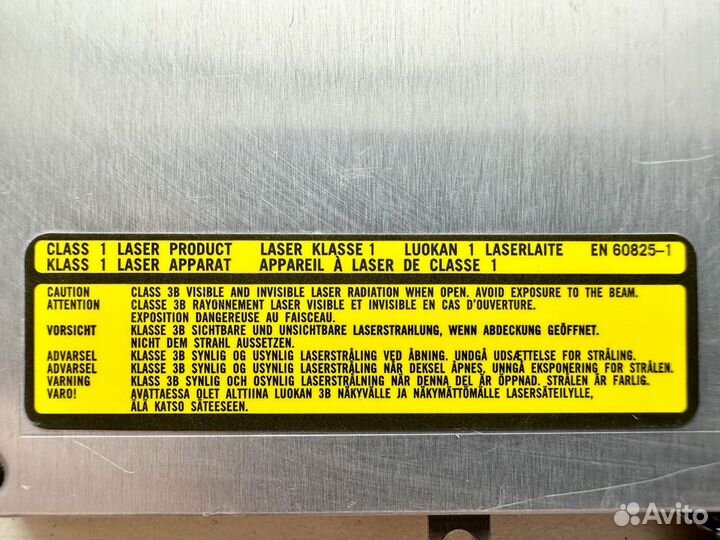 CLASS 1 LASER PRODUCT LASER KLASSE 1 LUOKAN 1 LASERLAITE EN 60825-1
KLASS 1 LASER APPARAT APPAREIL À LASER DE CLASSE 1
CAUTION CLASS 3B VISIBLE AND INVISIBLE LASER RADIATION WHEN OPEN. AVOID EXPOSURE TO THE BEAM.
ATTENTION CLASSE 3B RAYONNEMENT LASER VISIBLE ET INVISIBLE EN CAS D'OUVERTURE.
EXPOSITION DANGEREUSE AU FAISCEAU.
VORSICHT KLASSE 3B SICHTBARE UND UNSICHTBARE LASERSTRAHLUNG, WENN ABDECKUNG GEÖFFNET.
NICHT DEM STRAHL AUSSETZEN.
ADVARSEL KLASSE 3B SYNLIG OG USYNLIG LASERSTRÅLING VED ÅBNING. UNDGÅ UDSÆTTELSE FOR STRÅLING.
ADVARSEL KLASSE 3B SYNLIG OG USYNLIG LASERSTRÅLING NÅR DEKSEL ÅPNES. UNNGÅ EKSPONERING FOR STRÅLEN.
VARNING KLASS 3B SYNLIG OCH OSYNLIG LASERSTRÅLNING NÄR DENNA DEL ÄR ÖPPNAD. STRÅLEN ÄR FARLIG.
VARO! AVATTAESSA OLET ALTTIINA LUOKAN 3B NÄKYVÄLLE JA NÄKYMÄTTÖMÄLLE LASERSÄTEILYLLE,
ÄLÄ KATSO SÄTEESEEN.
Avito